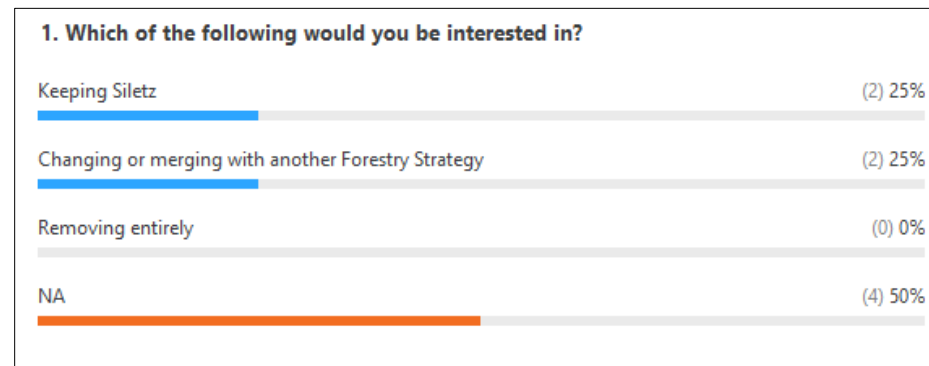 1. Which of the following would you be interested in?
Keeping Siletz (2) 25%
Changing or merging with another Forestry Strategy (2) 25%
Removing entirely (0) 0%
NA (4) 50%